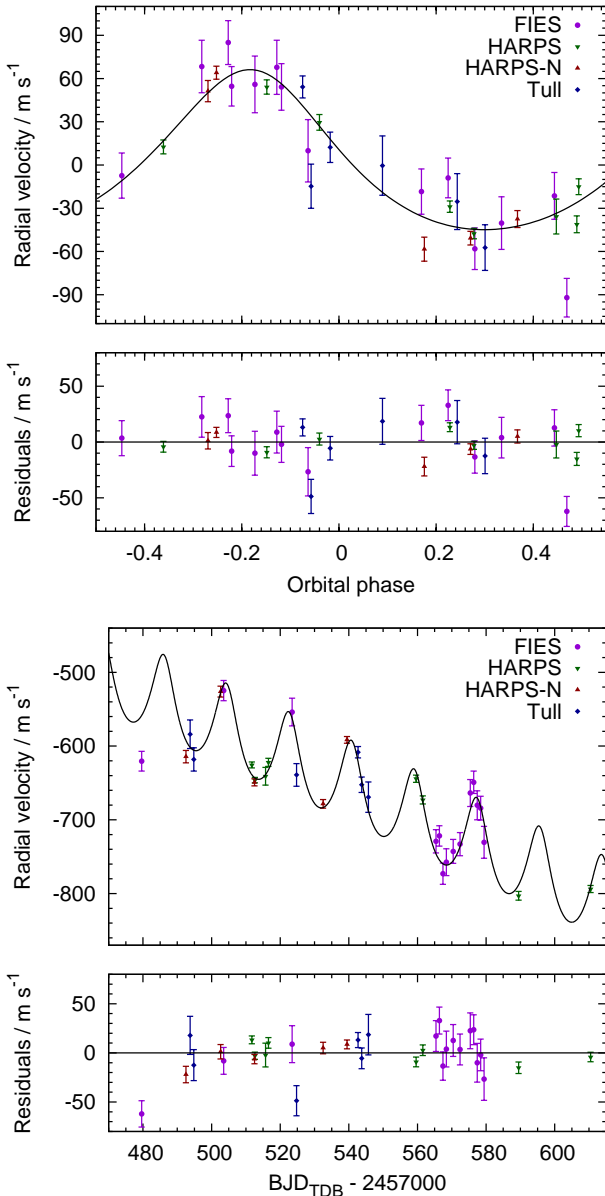 FIES
HARPS
HARPS-N
Tull
Radial velocity / m s-1
90
60
30
0
-30
-60
-90
Residuals / m s-1
50
0
-50
-0.4
-0.2
0
0.2
0.4
Orbital phase
FIES
HARPS
HARPS-N
Tull
Radial velocity / m s-1
-500
-600
-700
-800
Residuals / m s-1
50
0
-50
480
500
520
540
560
580
600
BJDTDB - 2457000